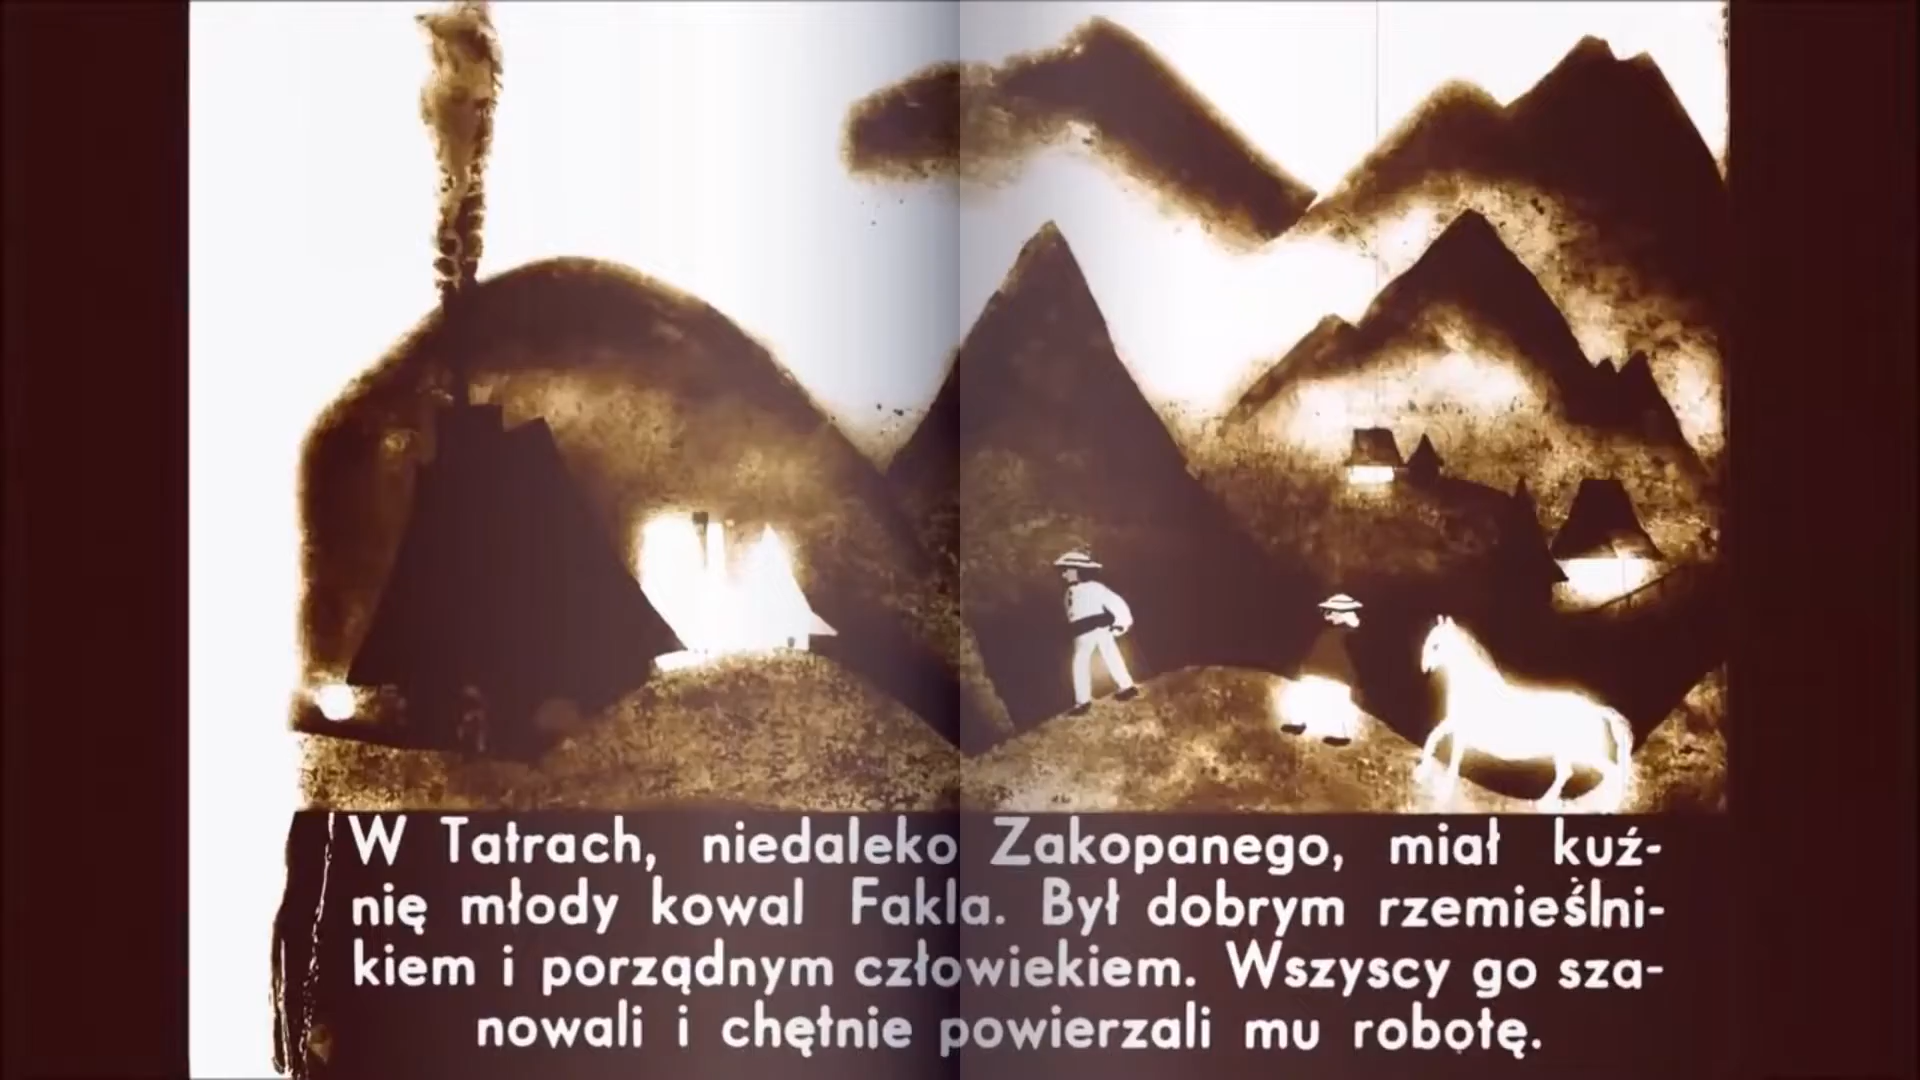 W Tatrach, niedaleko Zakopanego, miał kuź-
nię młody kowal Fakla. Był dobrym rzemieślni-
kiem i porządnym człowiekiem. Wszyscy go sza-
nowali i chętnie powierzali mu robotę.